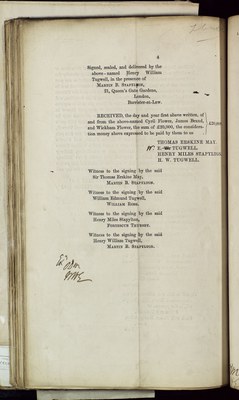 8
Signed, sealed, and delivered by the
above-named Henry William
Tugwell, in the presence of
MARTIN R. STAPYLTON,
21, Queen's Gate Gardens,
London,
Barrister-at-Law.
RECEIVED, the day and year first above written, of
and from the above-named Cyril Flower, James Brand,
and Wickham Flower, the sum of £20,000, the considera-
tion money above expressed to be paid by them to us
£20,000
THOMAS ERSKINE MAY.
W. E. TUGWELL.
HENRY MILES STAPYLTON
H. W. TUGWELL.
Witness to the signing by the said
Sir Thomas Erskine May,
MARTIN R. STAPYLTON.
Witness to the signing by the said
William Edmund Tugwell,
WILLIAM
Witness to the signing by the said
Henry Miles Stapylton,
FREDERICK
Witness to the signing by the said
Henry William Tugwell,
MARTIN R. STAPYLTON.